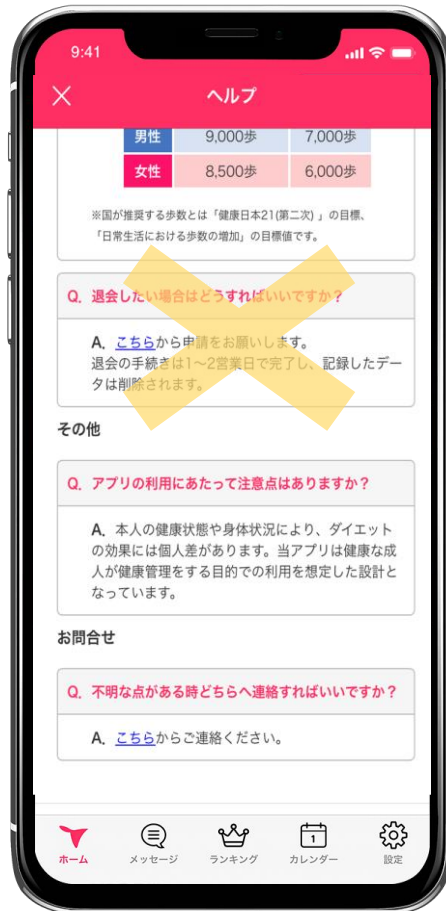 9:41
ヘルプ
男性 9,000歩 7,000歩
女性 8,500歩 6,000歩
※国が推奨する歩数とは「健康日本21(第二次) 」の目標、
「日常生活における歩数の増加」の目標値です。
Q. 退会したい場合はどうすればいいですか？
A. こちらから申請をお願いします。
退会の手続きは1〜2営業日で完了し、記録したデー
タは削除されます。
その他
Q. アプリの利用にあたって注意点はありますか？
A. 本人の健康状態や身体状況により、ダイエット
の効果には個人差があります。当アプリは健康な成
人が健康管理をする目的での利用を想定した設計と
なっています。
お問合せ
Q. 不明な点がある時どちらへ連絡すればいいですか？
A. こちらからご連絡ください。
1
ホーム メッセージ ランキング カレンダー 設定